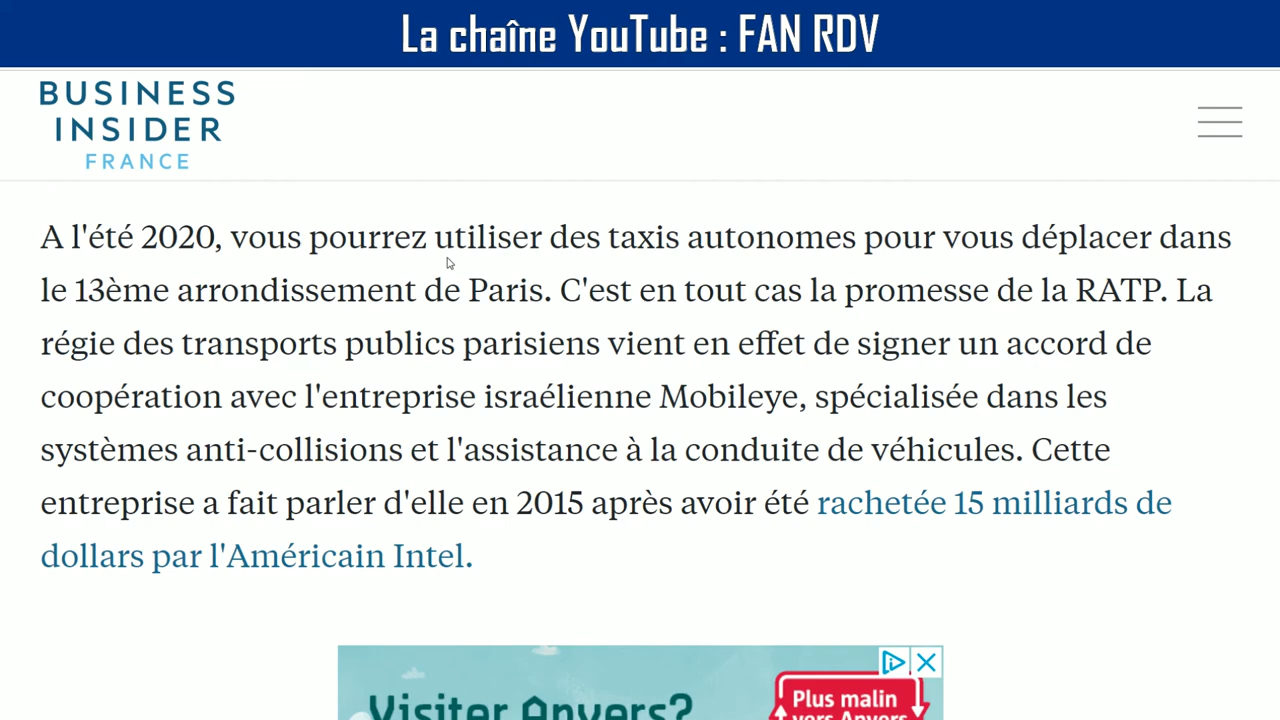 La chaîne YouTube : FAN RDV
BUSINESS
INSIDER
FRANCE
A l'été 2020, vous pourrez utiliser des taxis autonomes pour vous déplacer dans
le 13ème arrondissement de Paris. C'est en tout cas la promesse de la RATP. La
régie des transports publics parisiens vient en effet de signer un accord de
coopération avec l'entreprise israélienne Mobileye, spécialisée dans les
systèmes anti-collisions et l'assistance à la conduite de véhicules. Cette
entreprise a fait parler d'elle en 2015 après avoir été rachetée 15 milliards de
dollars par l'Américain Intel.
Visiter Anvers?
Plus malin
vers Anvers